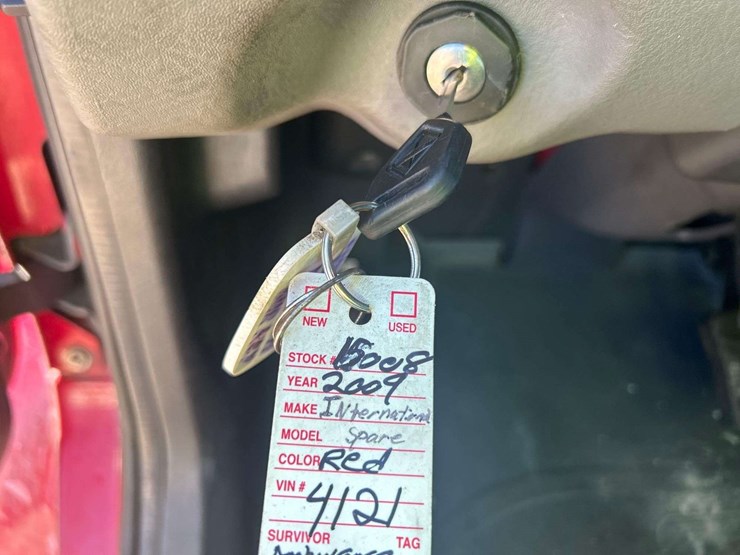 NEW USED
STOCK # 15008
YEAR 2009
MAKE International
MODEL Spare
COLOR Red
VIN # 4121
SURVIVOR TAG